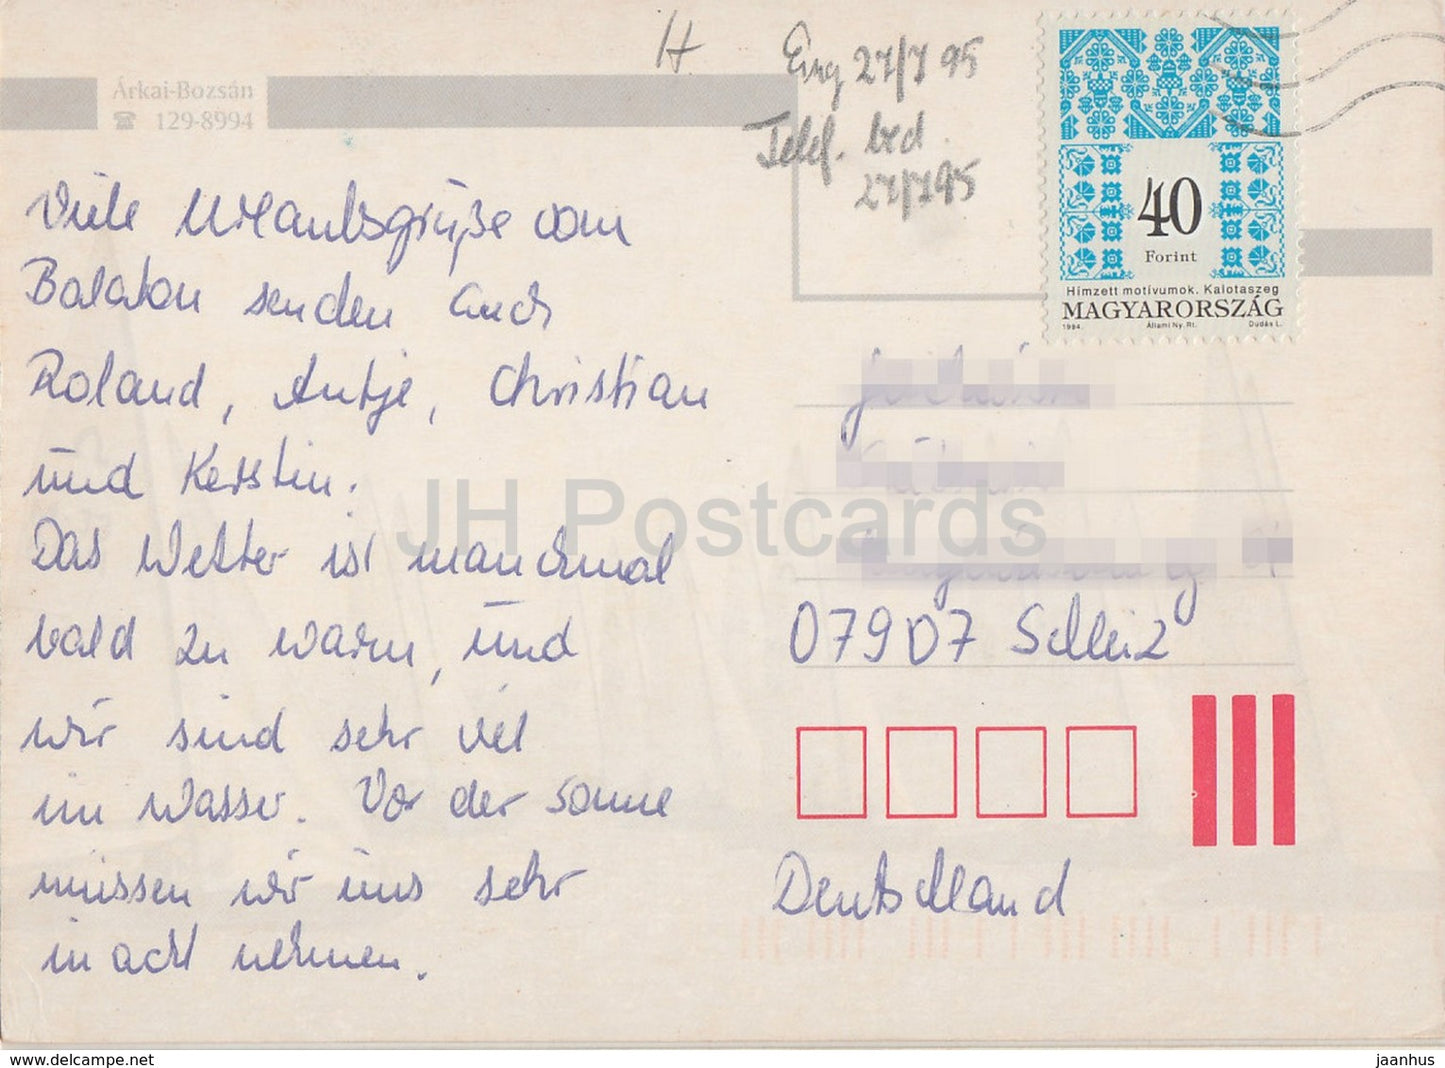 H
Eing 27/7 95
Telef. bed.
27/7 95
Árkai-Bozsán
☎ 129-8994
40
Forint
Hímzett motívumok. Kalotaszeg
MAGYARORSZÁG
1994. Állami Ny. Rt. Dudás L.
Viele Urlaubsgrüße vom
Balaton senden Euch
Roland, Antje, Christian
und Kerstin.
Das Wetter ist manchmal
bald zu warm, und
wir sind sehr viel
im Wasser. Vor der Sonne
müssen wir uns sehr
in acht nehmen.
07907 Schleiz
Deutschland
JH Postcards
www.delcampe.net
jaanhus